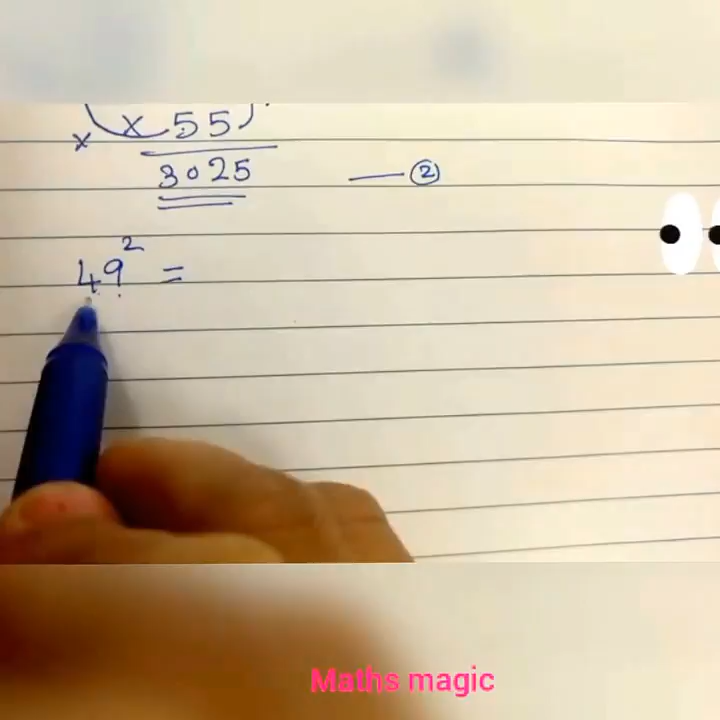 x x 55
3025 — ②
49² =
Maths magic